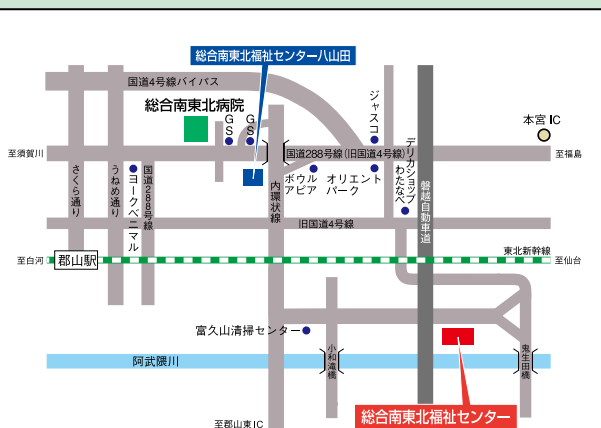 総合南東北福祉センター八山田
国道4号線バイパス
総合南東北病院
GS
GS
ジャスコ
本宮IC
至須賀川
国道288号線(旧国道4号線)
至福島
さくら通り
うねめ通り
ヨークベニマル
国道288号線
内環状線
ボウル
アピア
オリエント
パーク
デリカショップ
わたなべ
磐越自動車道
旧国道4号線
東北新幹線
至白河
郡山駅
至仙台
富久山清掃センター
小和滝橋
鬼生田橋
阿武隈川
総合南東北福祉センター
至郡山東IC